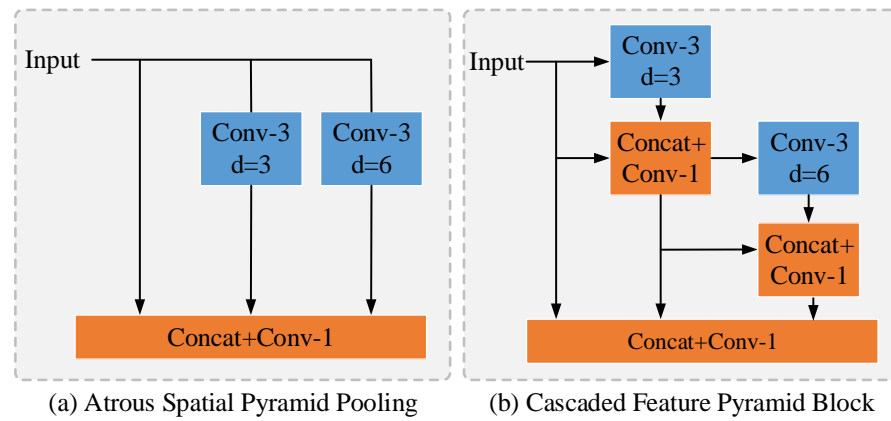 Input
Conv-3
d=3
Conv-3
d=6
Concat+Conv-1
(a) Atrous Spatial Pyramid Pooling
Input
Conv-3
d=3
Concat+
Conv-1
Conv-3
d=6
Concat+
Conv-1
Concat+Conv-1
(b) Cascaded Feature Pyramid Block